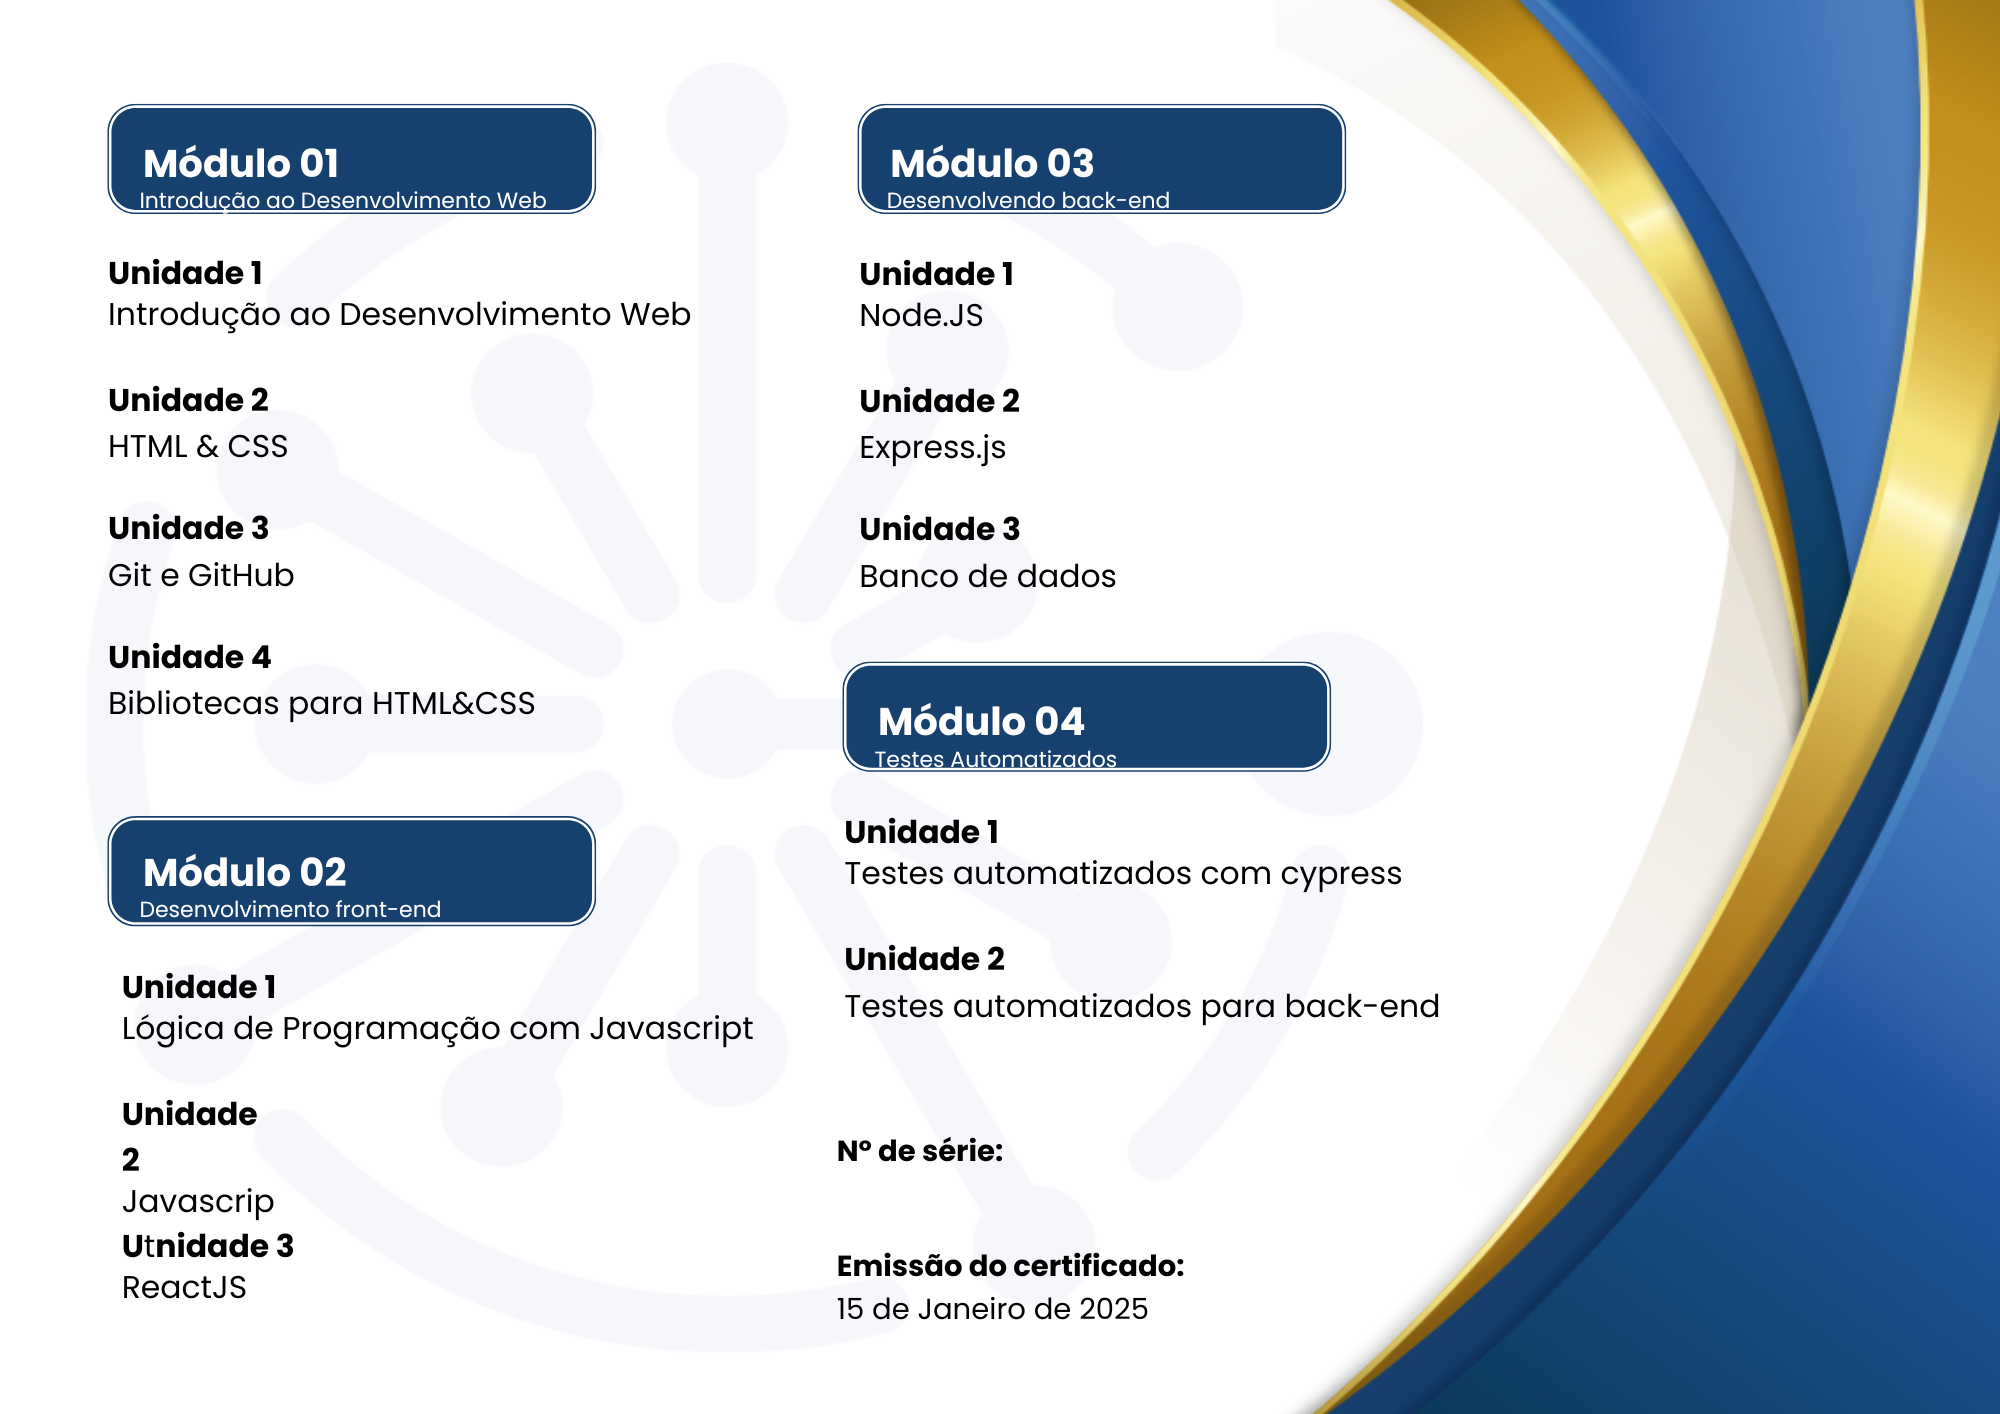 Módulo 01
Introdução ao Desenvolvimento Web
Unidade 1
Introdução ao Desenvolvimento Web
Unidade 2
HTML & CSS
Unidade 3
Git e GitHub
Unidade 4
Bibliotecas para HTML&CSS
Módulo 02
Desenvolvimento front-end
Unidade 1
Lógica de Programação com Javascript
Unidade
2
Javascrip
t
Unidade 3
ReactJS
Módulo 03
Desenvolvendo back-end
Unidade 1
Node.JS
Unidade 2
Express.js
Unidade 3
Banco de dados
Módulo 04
Testes Automatizados
Unidade 1
Testes automatizados com cypress
Unidade 2
Testes automatizados para back-end
Nº de série:
Emissão do certificado:
15 de Janeiro de 2025